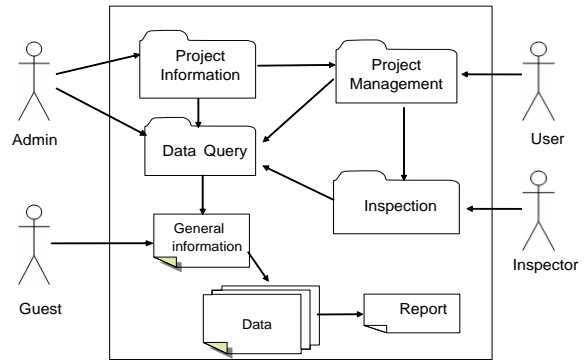 Project
Information
Project
Management
Admin
User
Data Query
Inspection
General
information
Guest
Inspector
Data
Report